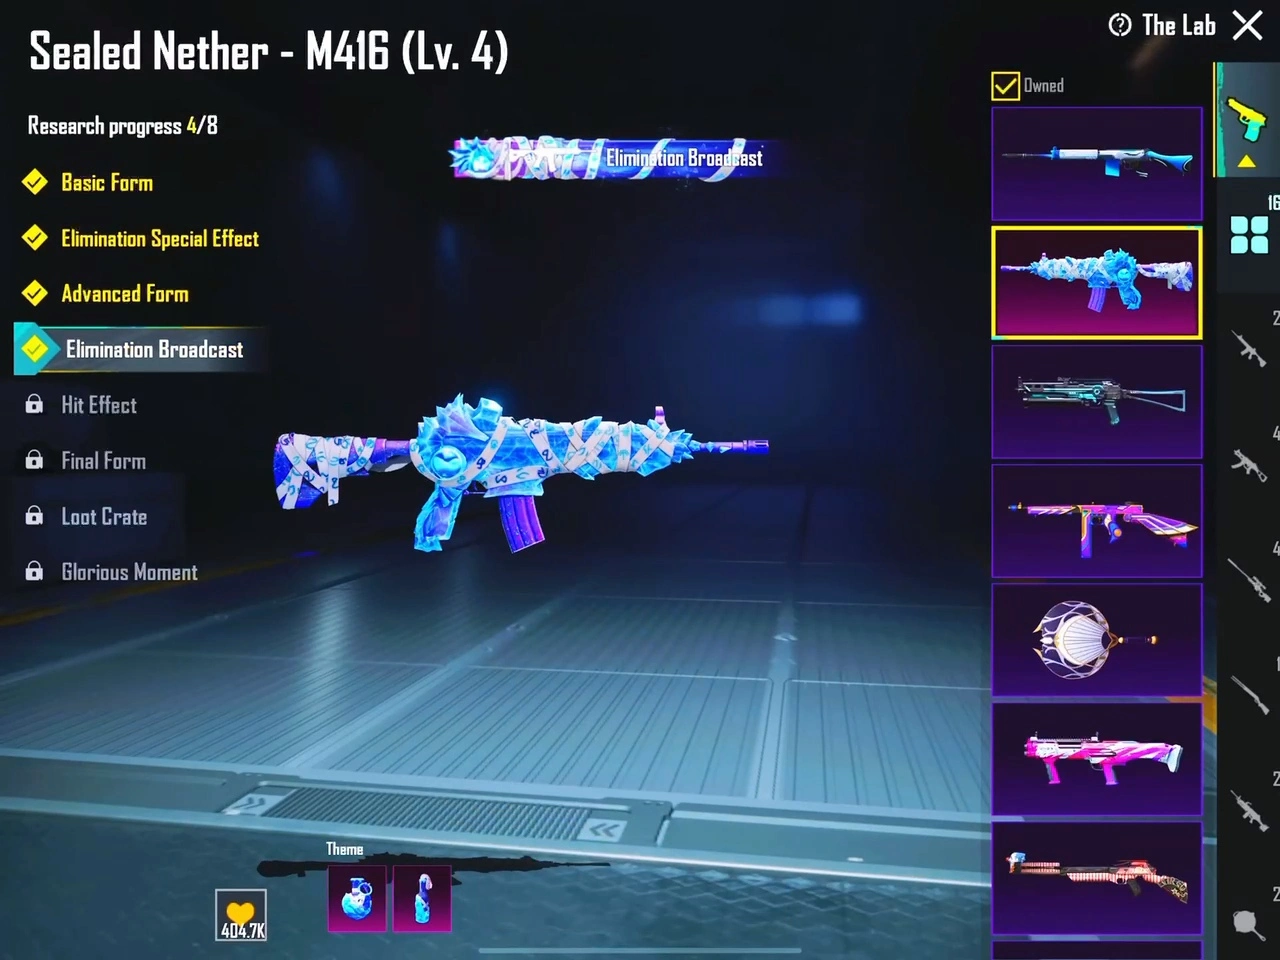 Sealed Nether - M416 (Lv. 4)
The Lab
Research progress 4/8
Owned
Elimination Broadcast
Basic Form
Elimination Special Effect
Advanced Form
Elimination Broadcast
Hit Effect
Final Form
Loot Crate
Glorious Moment
Theme
404.7K